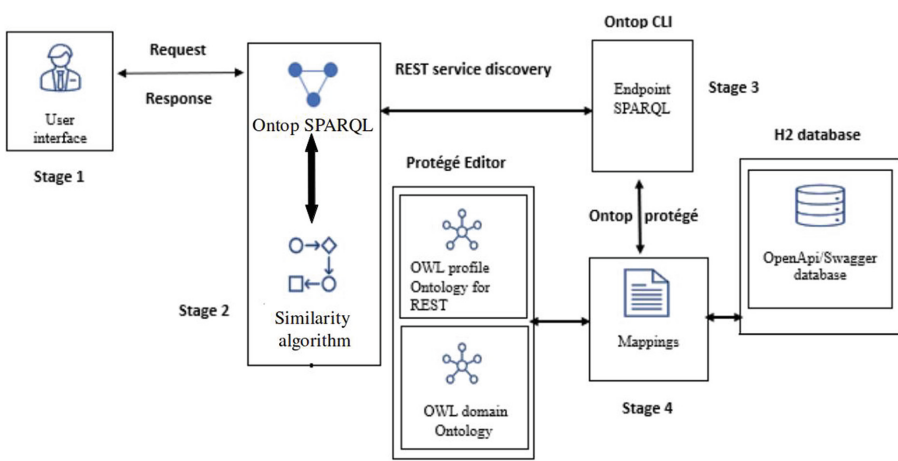 Ontop CLI
Request
Response
User
interface
Stage 1
Ontop SPARQL
Similarity
algorithm
Stage 2
REST service discovery
Endpoint
SPARQL
Stage 3
Protégé Editor
OWL profile
Ontology for
REST
OWL domain
Ontology
Ontop protégé
Mappings
Stage 4
H2 database
OpenApi/Swagger
database